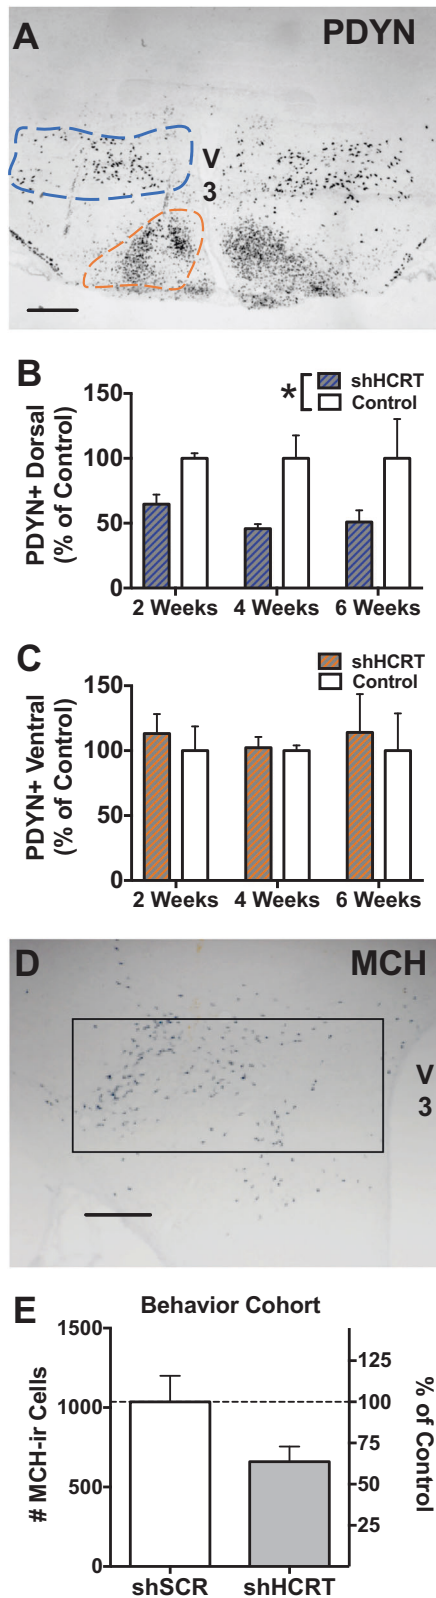 A PDYN
V
3
B
150
100
50
0
PDYN+ Dorsal
(% of Control)
* shHCRT
Control
2 Weeks 4 Weeks 6 Weeks
C
150
100
50
0
PDYN+ Ventral
(% of Control)
shHCRT
Control
2 Weeks 4 Weeks 6 Weeks
D MCH
V
3
E Behavior Cohort
1500
1000
500
0
# MCH-ir Cells
125
100
75
50
25
% of Control
shSCR shHCRT